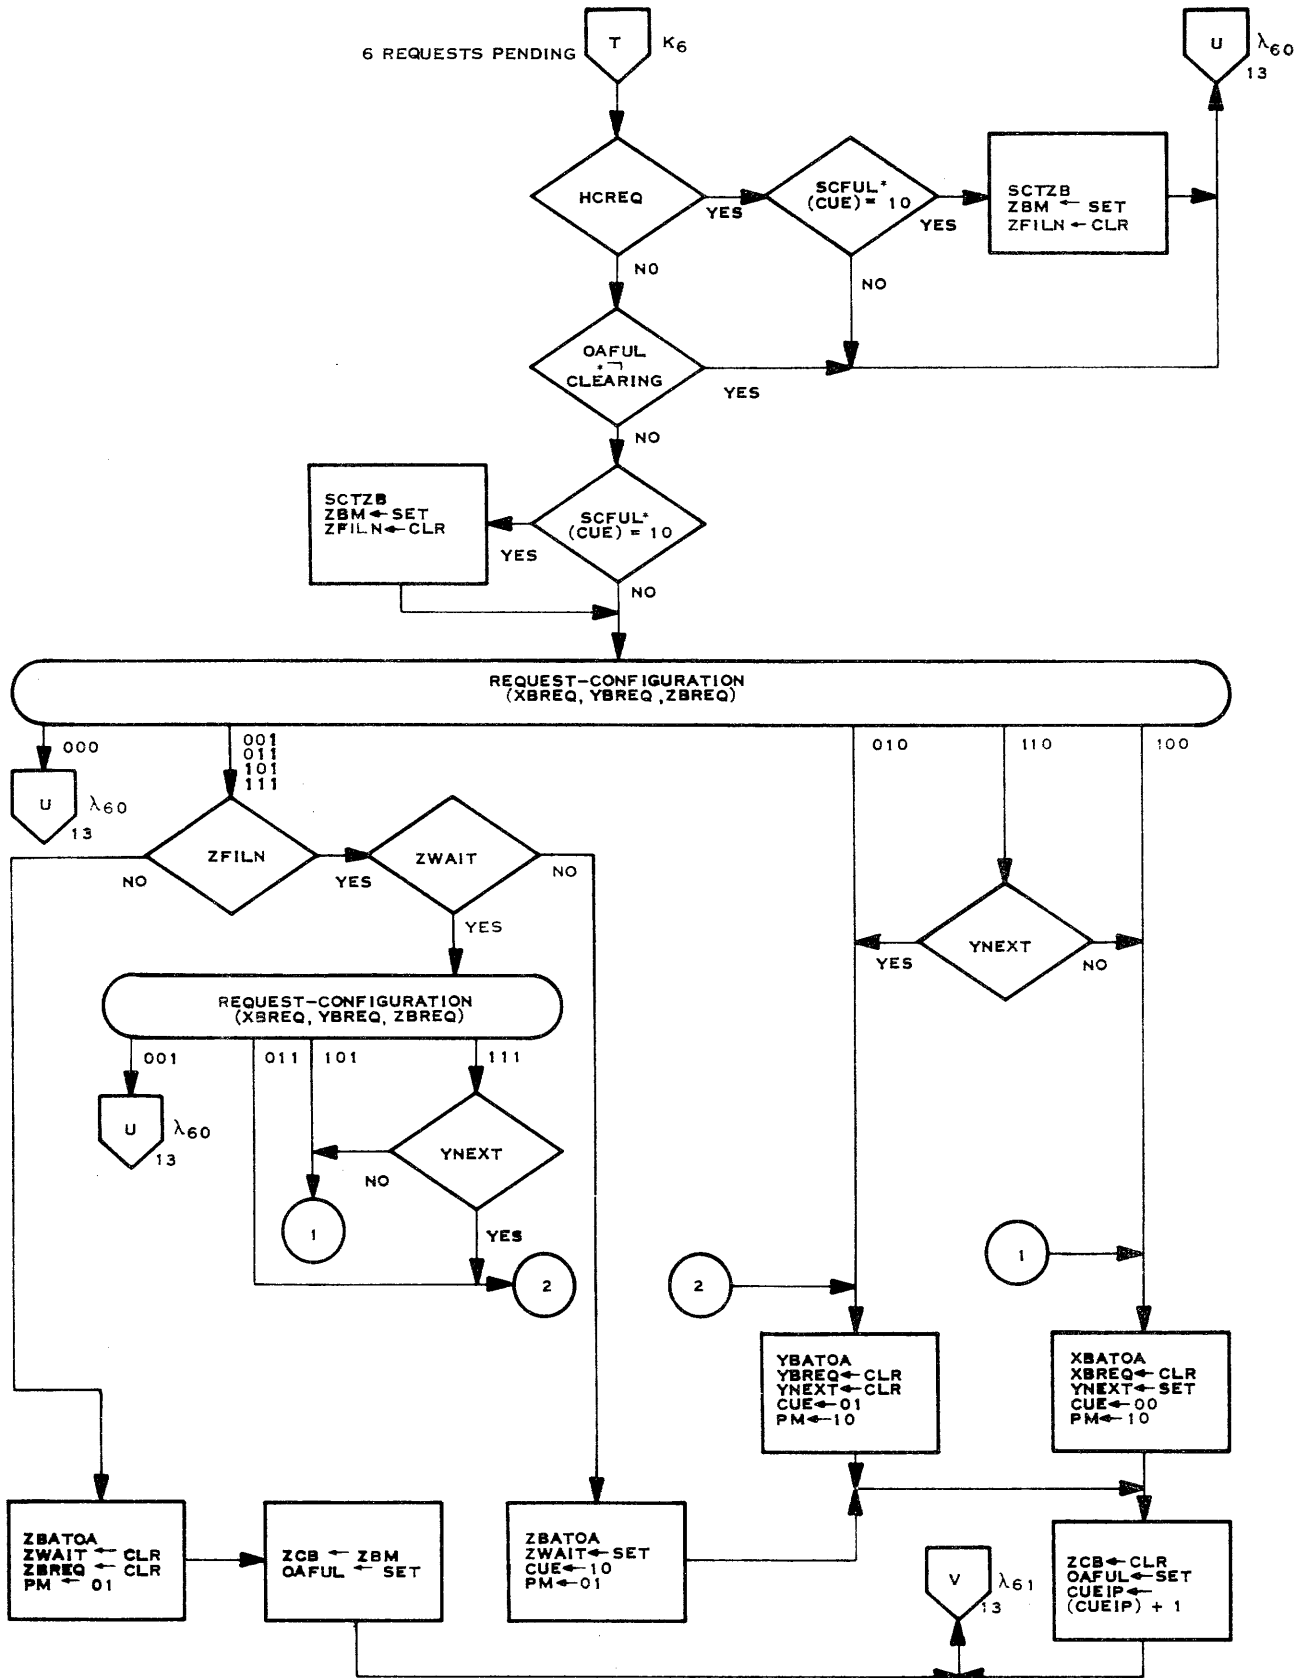 6 REQUESTS PENDING
T
K6
U
λ60
13
HCREQ
YES
NO
SCFUL*
(CUE) = 10
YES
NO
SCTZB
ZBM ← SET
ZFILN ← CLR
OAFUL
*¬
CLEARING
YES
NO
SCTZB
ZBM ← SET
ZFILN ← CLR
SCFUL*
(CUE) = 10
YES
NO
REQUEST-CONFIGURATION
(XBREQ, YBREQ, ZBREQ)
000
001
011
101
111
010
110
100
U
λ60
13
ZFILN
NO
YES
ZWAIT
NO
YES
YNEXT
YES
NO
REQUEST-CONFIGURATION
(XBREQ, YBREQ, ZBREQ)
001
011
101
111
U
λ60
13
YNEXT
NO
YES
1
2
2
1
YBATOA
YBREQ ← CLR
YNEXT ← CLR
CUE ← 01
PM ← 10
XBATOA
XBREQ ← CLR
YNEXT ← SET
CUE ← 00
PM ← 10
ZBATOA
ZWAIT ← CLR
ZBREQ ← CLR
PM ← 01
ZCB ← ZBM
OAFUL ← SET
ZBATOA
ZWAIT ← SET
CUE ← 10
PM ← 01
V
λ61
13
ZCB ← CLR
OAFUL ← SET
CUEIP ←
(CUEIP) + 1